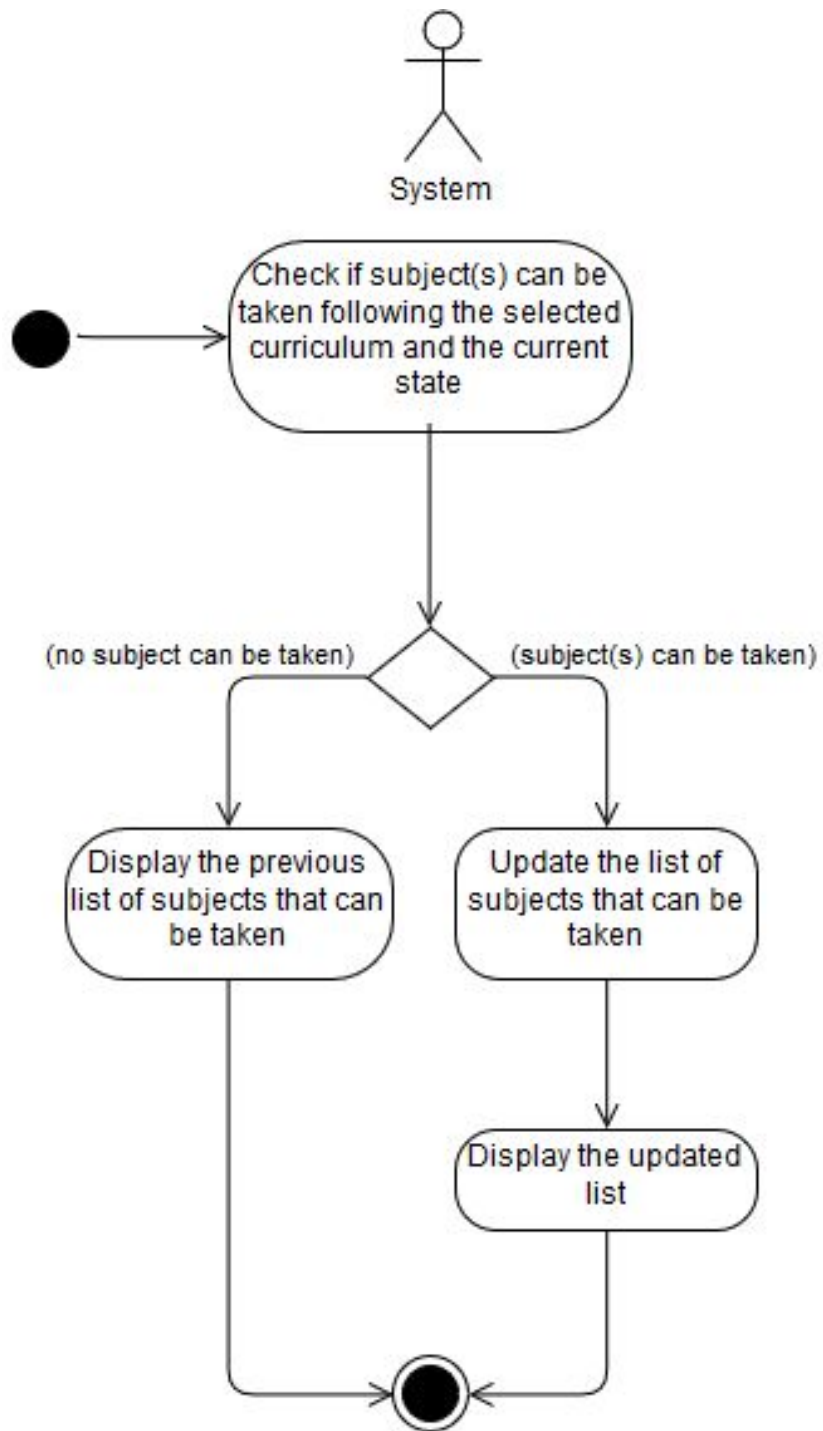 System
Check if subject(s) can be
taken following the selected
curriculum and the current
state
(no subject can be taken)
(subject(s) can be taken)
Display the previous
list of subjects that can
be taken
Update the list of
subjects that can be
taken
Display the updated
list